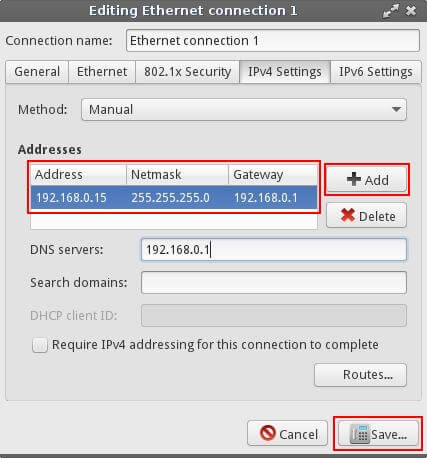 Editing Ethernet connection 1
Connection name: Ethernet connection 1
General Ethernet 802.1x Security IPv4 Settings IPv6 Settings
Method: Manual
Addresses
Address Netmask Gateway Add
192.168.0.15 255.255.255.0 192.168.0.1
Delete
DNS servers: 192.168.0.1
Search domains:
DHCP client ID:
Require IPv4 addressing for this connection to complete
Routes...
Cancel Save...